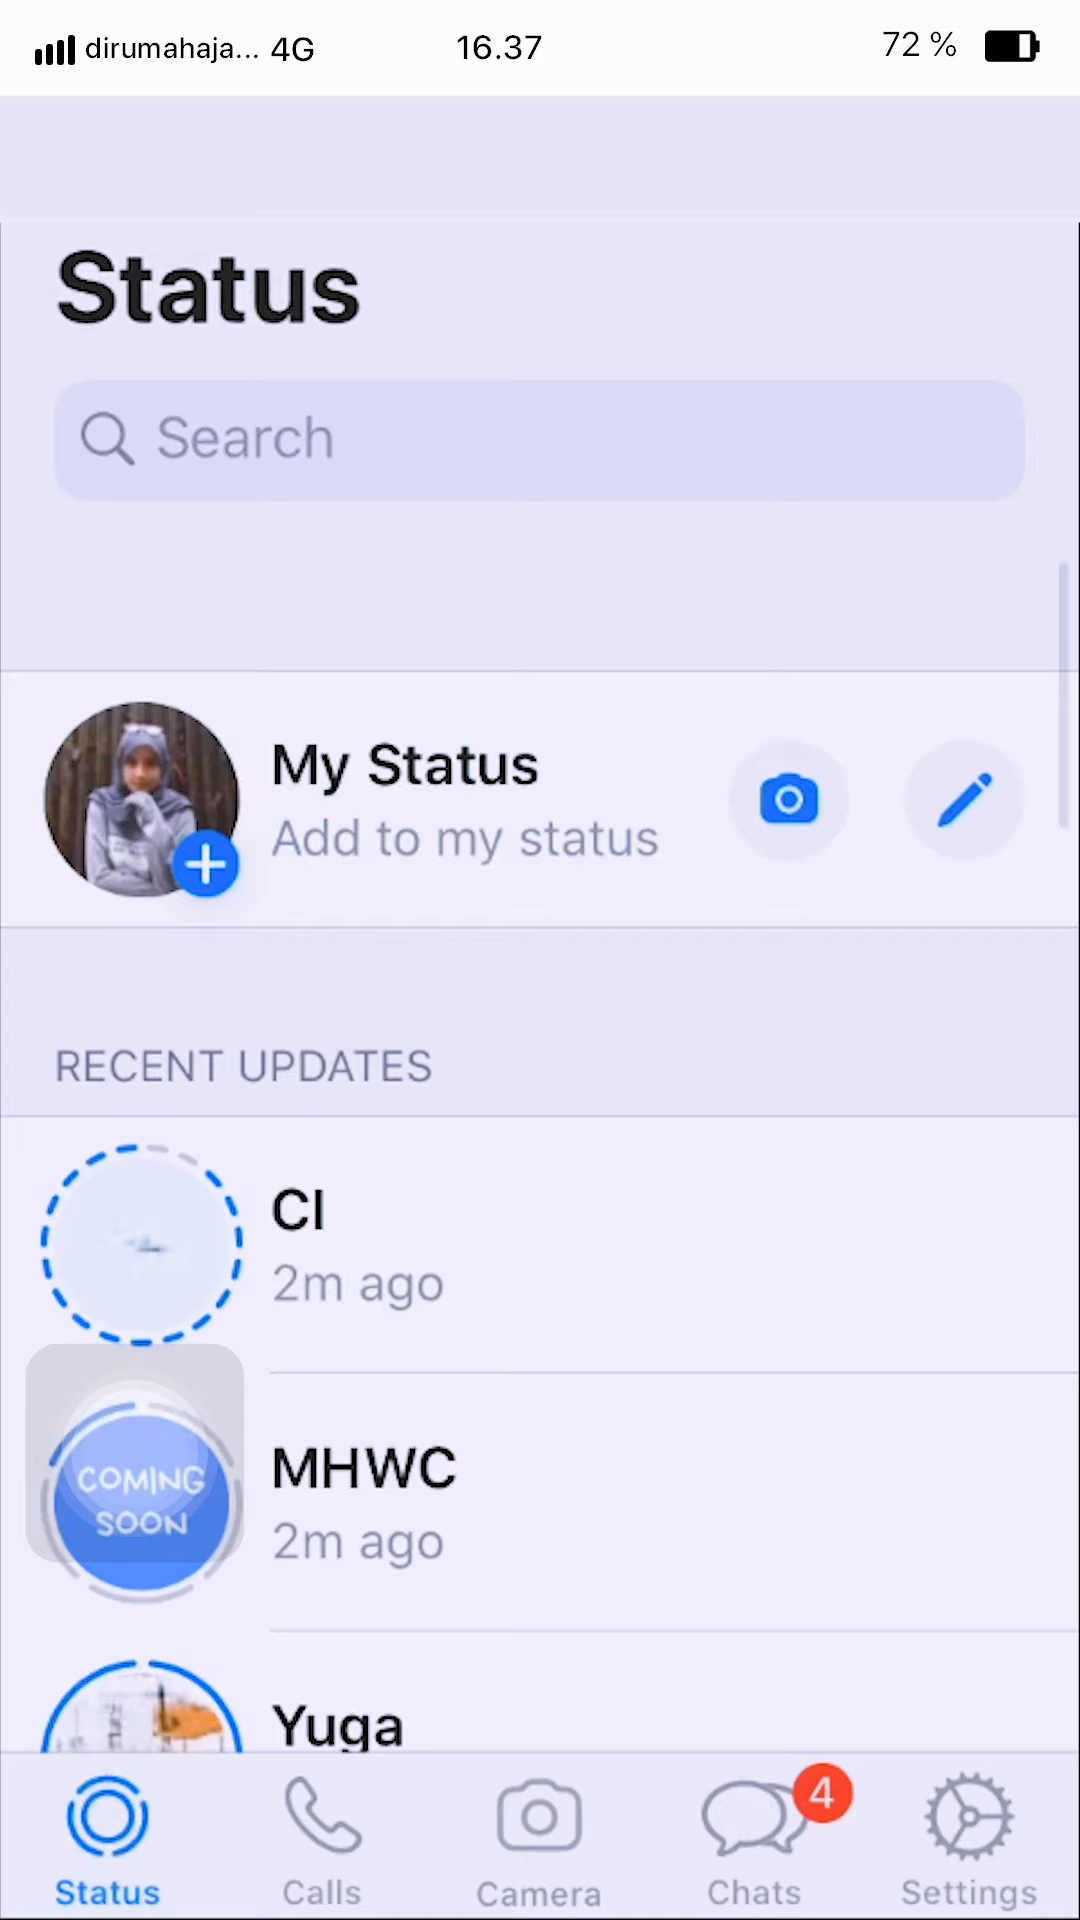 dirumahaja... 4G 16.37 72 %
Status
Search
My Status
Add to my status
RECENT UPDATES
CI
2m ago
COMING
SOON
MHWC
2m ago
Yuga
4
Status Calls Camera Chats Settings